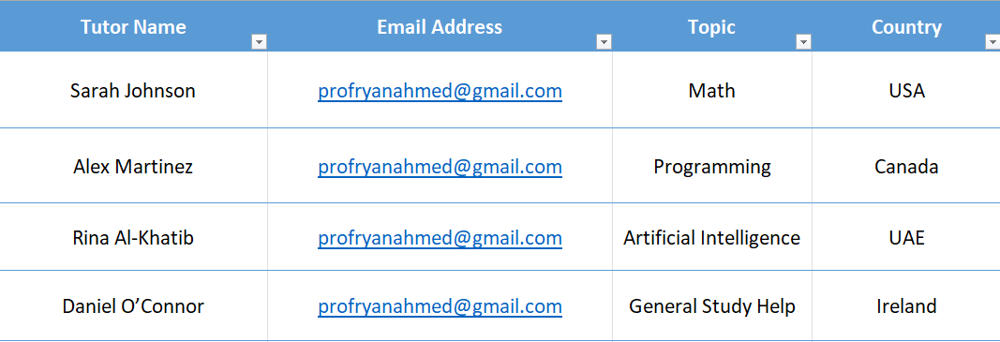 Tutor Name Email Address Topic Country
Sarah Johnson profryanahmed@gmail.com Math USA
Alex Martinez profryanahmed@gmail.com Programming Canada
Rina Al-Khatib profryanahmed@gmail.com Artificial Intelligence UAE
Daniel O’Connor profryanahmed@gmail.com General Study Help Ireland